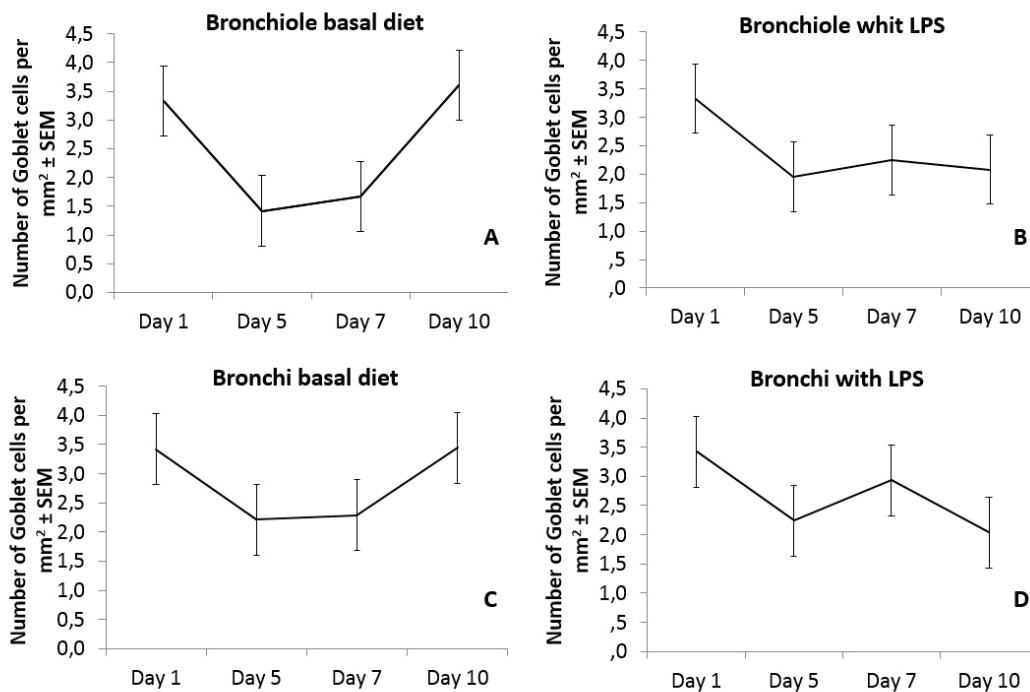 Bronchiole basal diet
Number of Goblet cells per
mm² ± SEM
4,5
4,0
3,5
3,0
2,5
2,0
1,5
1,0
0,5
0,0
A
Day 1 Day 5 Day 7 Day 10
Bronchiole whit LPS
Number of Goblet cells per
mm² ± SEM
4,5
4,0
3,5
3,0
2,5
2,0
1,5
1,0
,5
,0
B
Day 1 Day 5 Day 7 Day 10
Bronchi basal diet
Number of Goblet cells per
mm² ± SEM
4,5
4,0
3,5
3,0
2,5
2,0
1,5
1,0
0,5
0,0
C
Day 1 Day 5 Day 7 Day 10
Bronchi with LPS
Number of Goblet cells per
mm² ± SEM
4,5
4,0
3,5
3,0
2,5
2,0
1,5
1,0
,5
,0
D
Day 1 Day 5 Day 7 Day 10